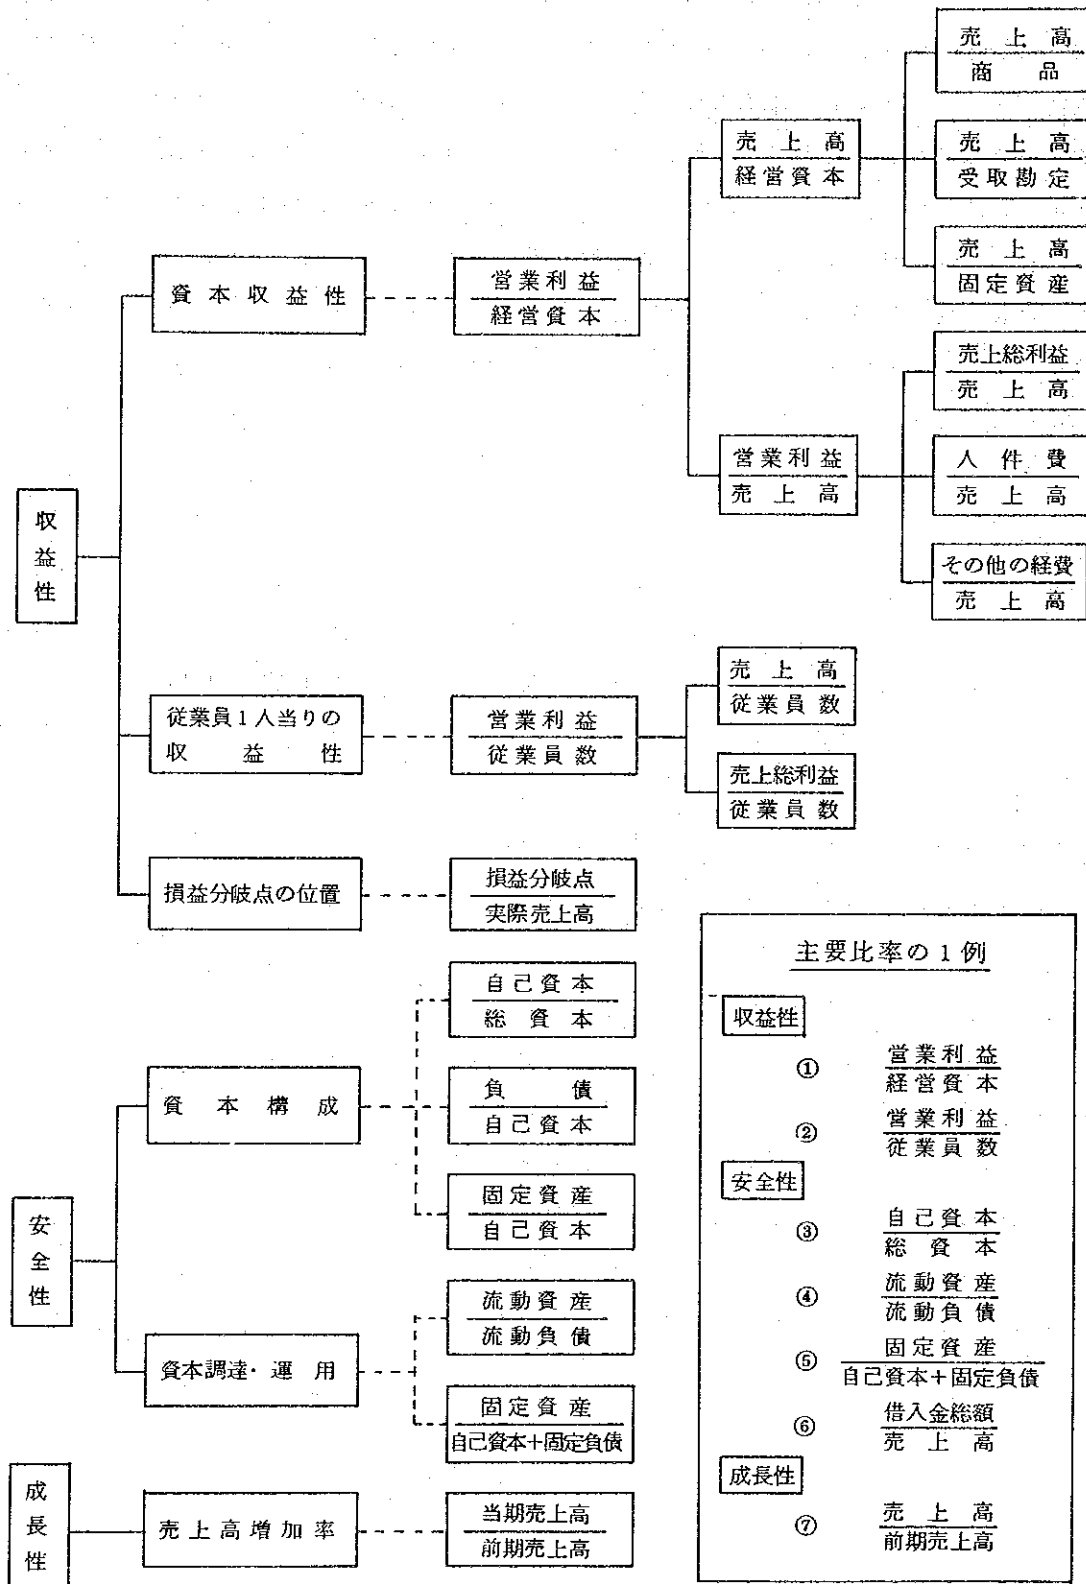 売上高
商品
売上高
経営資本
売上高
受取勘定
売上高
固定資産
資本収益性
営業利益
経営資本
売上総利益
売上高
営業利益
売上高
人件費
売上高
その他の経費
売上高
収益性
従業員1人当りの
収益性
営業利益
従業員数
売上高
従業員数
売上総利益
従業員数
損益分岐点の位置
損益分岐点
実際売上高
自己資本
総資本
資本構成
負債
自己資本
固定資産
自己資本
安全性
流動資産
流動負債
資本調達・運用
固定資産
自己資本+固定負債
成長性
売上高増加率
当期売上高
前期売上高
主要比率の1例
収益性
① 営業利益
経営資本
② 営業利益
従業員数
安全性
③ 自己資本
総資本
④ 流動資産
流動負債
⑤ 固定資産
自己資本+固定負債
⑥ 借入金総額
売上高
成長性
⑦ 売上高
前期売上高